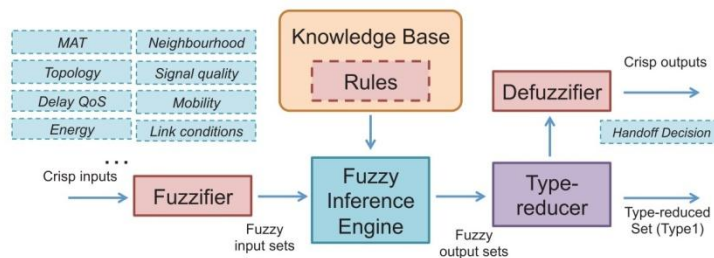 MAT
Neighbourhood
Topology
Signal quality
Delay QoS
Mobility
Energy
Link conditions
...
Knowledge Base
Rules
Crisp inputs
Fuzzifier
Fuzzy
input sets
Fuzzy
Inference
Engine
Fuzzy
output sets
Type-
reducer
Defuzzifier
Crisp outputs
Handoff Decision
Type-reduced
Set (Type1)